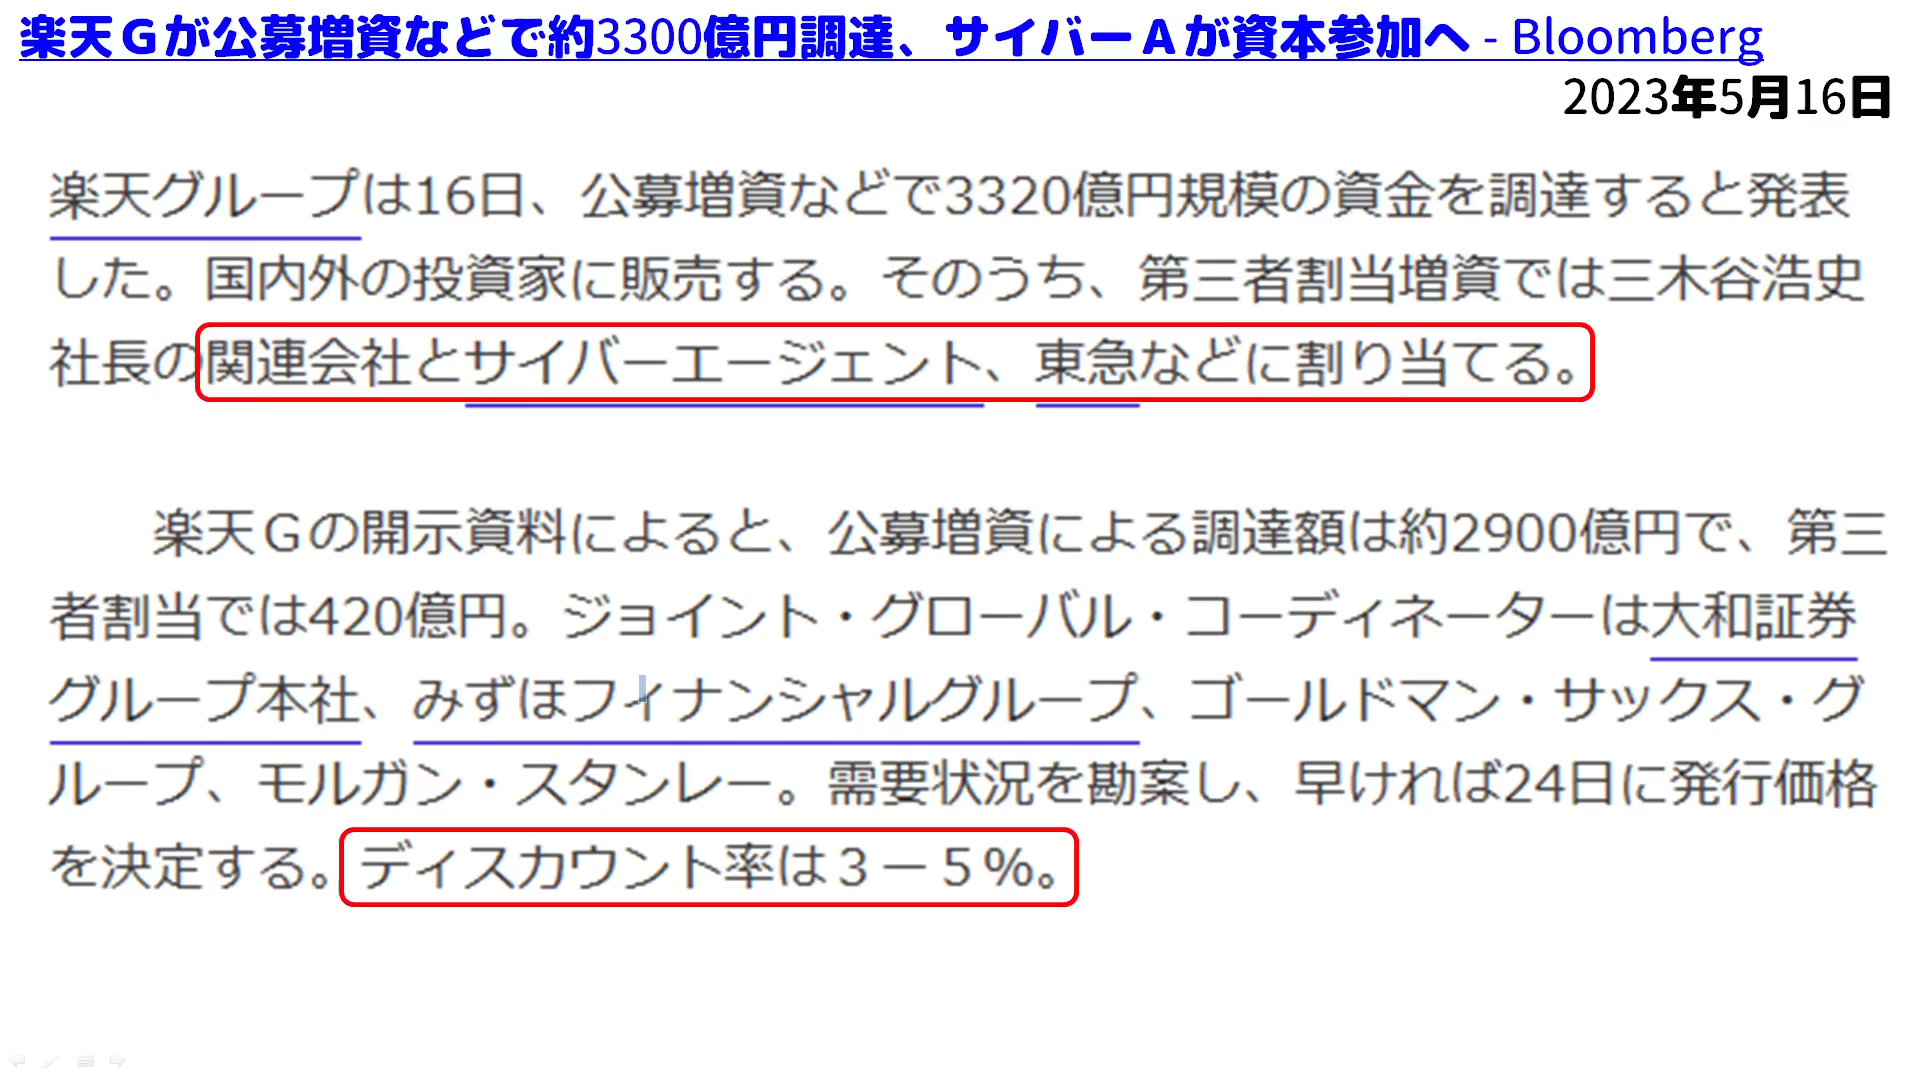 楽天Ｇが公募増資などで約3300億円調達、サイバーＡが資本参加へ - Bloomberg
2023年5月16日
楽天グループは16日、公募増資などで3320億円規模の資金を調達すると発表
した。国内外の投資家に販売する。そのうち、第三者割当増資では三木谷浩史
社長の関連会社とサイバーエージェント、東急などに割り当てる。
楽天Ｇの開示資料によると、公募増資による調達額は約2900億円で、第三
者割当では420億円。ジョイント・グローバル・コーディネーターは大和証券
グループ本社、みずほフィナンシャルグループ、ゴールドマン・サックス・グ
ループ、モルガン・スタンレー。需要状況を勘案し、早ければ24日に発行価格
を決定する。ディスカウント率は３－５％。